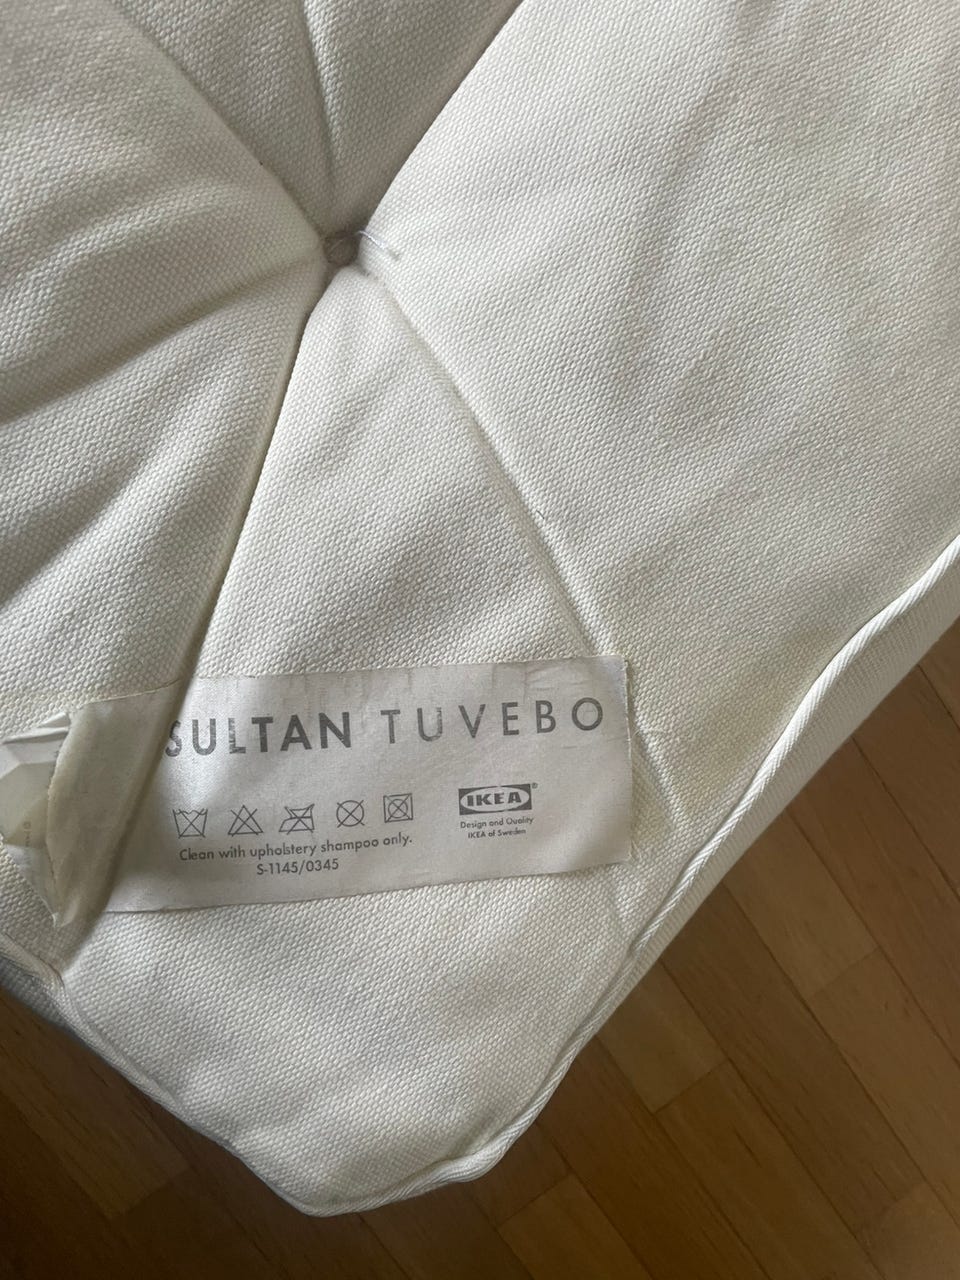 SULTAN TUVEBO
IKEA®
Design and Quality
IKEA of Sweden
Clean with upholstery shampoo only.
S-1145/0345